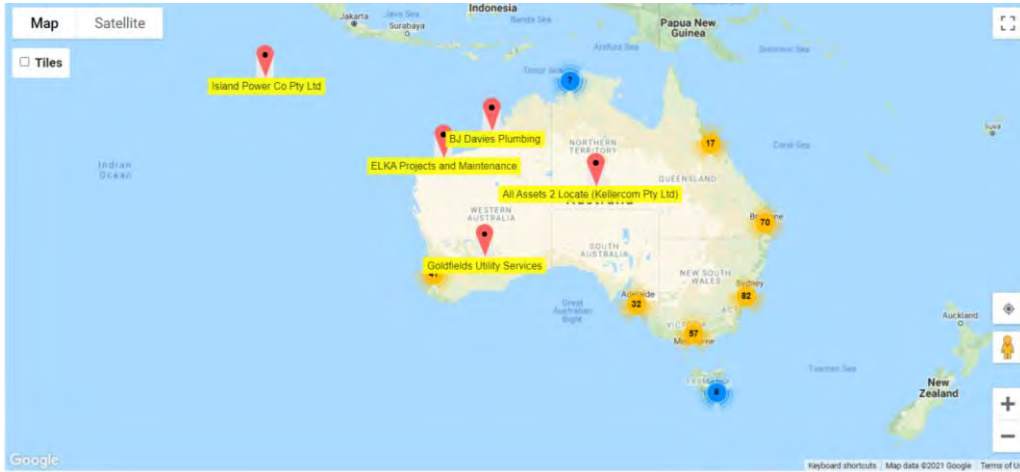 Map
Satellite
Tiles
Jakarta
Java Sea
Surabaya
Indonesia
Banda Sea
Papua New
Guinea
Arafura Sea
Solomon Sea
Island Power Co Pty Ltd
Timor Sea
7
BJ Davies Plumbing
ELKA Projects and Maintenance
NORTHERN
TERRITORY
17
Coral Sea
Suva
Indian
Ocean
QUEENSLAND
All Assets 2 Locate (Kellercom Pty Ltd)
WESTERN
AUSTRALIA
70
SOUTH
AUSTRALIA
Goldfields Utility Services
NEW SOUTH
WALES
Sydney
82
Adelaide
32
Great
Australian
Bight
57
Auckland
Tasman Sea
New
Zealand
Google
Keyboard shortcuts
Map data ©2021 Google